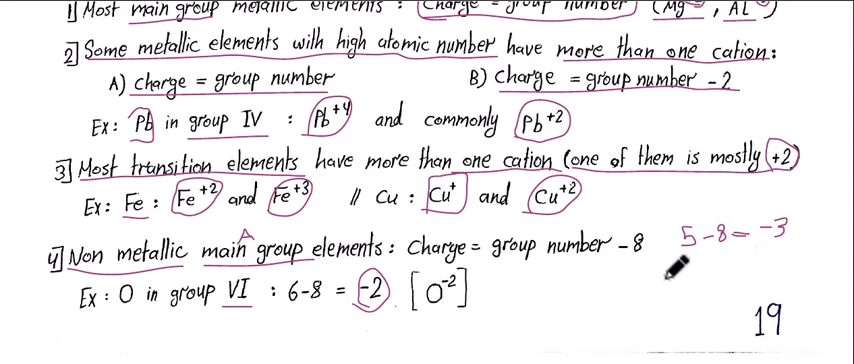 1] Most main group metallic elements : Charge = group number (Mg , AL )
2] Some metallic elements with high atomic number have more than one cation:
A) charge = group number B) charge = group number - 2
Ex: Pb in group IV : Pb+4 and commonly Pb+2
3] Most transition elements have more than one cation (one of them is mostly +2)
Ex: Fe : Fe+2 and Fe+3 // Cu : Cu+ and Cu+2
A
4] Non metallic main group elements: Charge = group number - 8 5-8= -3
Ex: O in group VI : 6-8 = -2 [O-2]
19